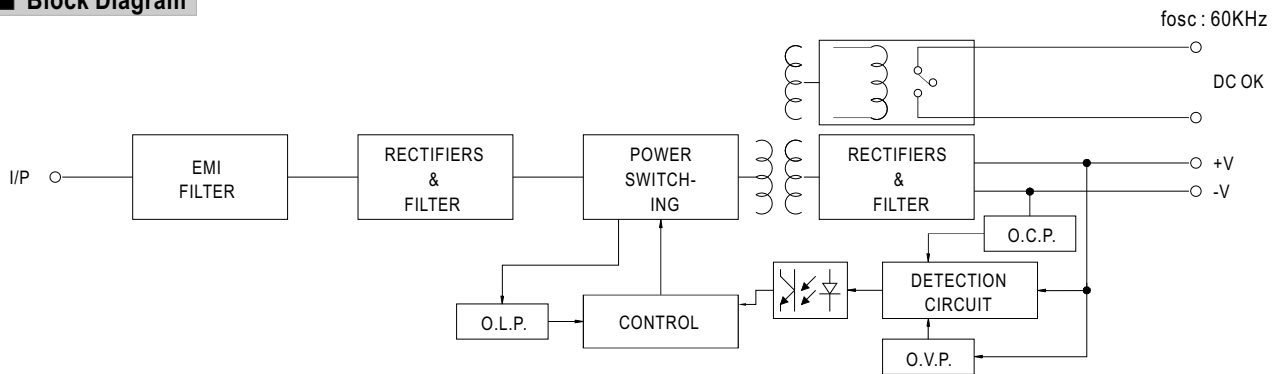 Block Diagram
fosc : 60KHz
DC OK
I/P
EMI
FILTER
RECTIFIERS
&
FILTER
POWER
SWITCH-
ING
RECTIFIERS
&
FILTER
+V
-V
O.C.P.
DETECTION
CIRCUIT
O.L.P.
CONTROL
O.V.P.